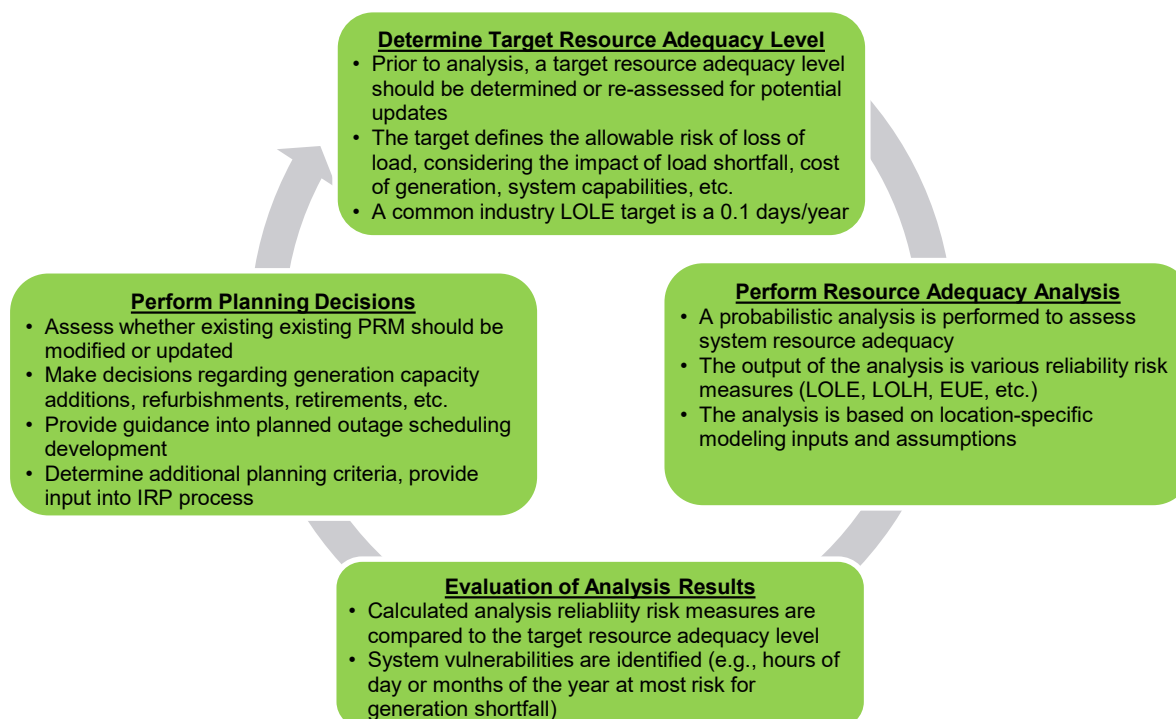 Determine Target Resource Adequacy Level
• Prior to analysis, a target resource adequacy level
should be determined or re-assessed for potential
updates
• The target defines the allowable risk of loss of
load, considering the impact of load shortfall, cost
of generation, system capabilities, etc.
• A common industry LOLE target is a 0.1 days/year
Perform Resource Adequacy Analysis
• A probabilistic analysis is performed to assess
system resource adequacy
• The output of the analysis is various reliability risk
measures (LOLE, LOLH, EUE, etc.)
• The analysis is based on location-specific
modeling inputs and assumptions
Evaluation of Analysis Results
• Calculated analysis reliabliity risk measures are
compared to the target resource adequacy level
• System vulnerabilities are identified (e.g., hours of
day or months of the year at most risk for
generation shortfall)
Perform Planning Decisions
• Assess whether existing existing PRM should be
modified or updated
• Make decisions regarding generation capacity
additions, refurbishments, retirements, etc.
• Provide guidance into planned outage scheduling
development
• Determine additional planning criteria, provide
input into IRP process